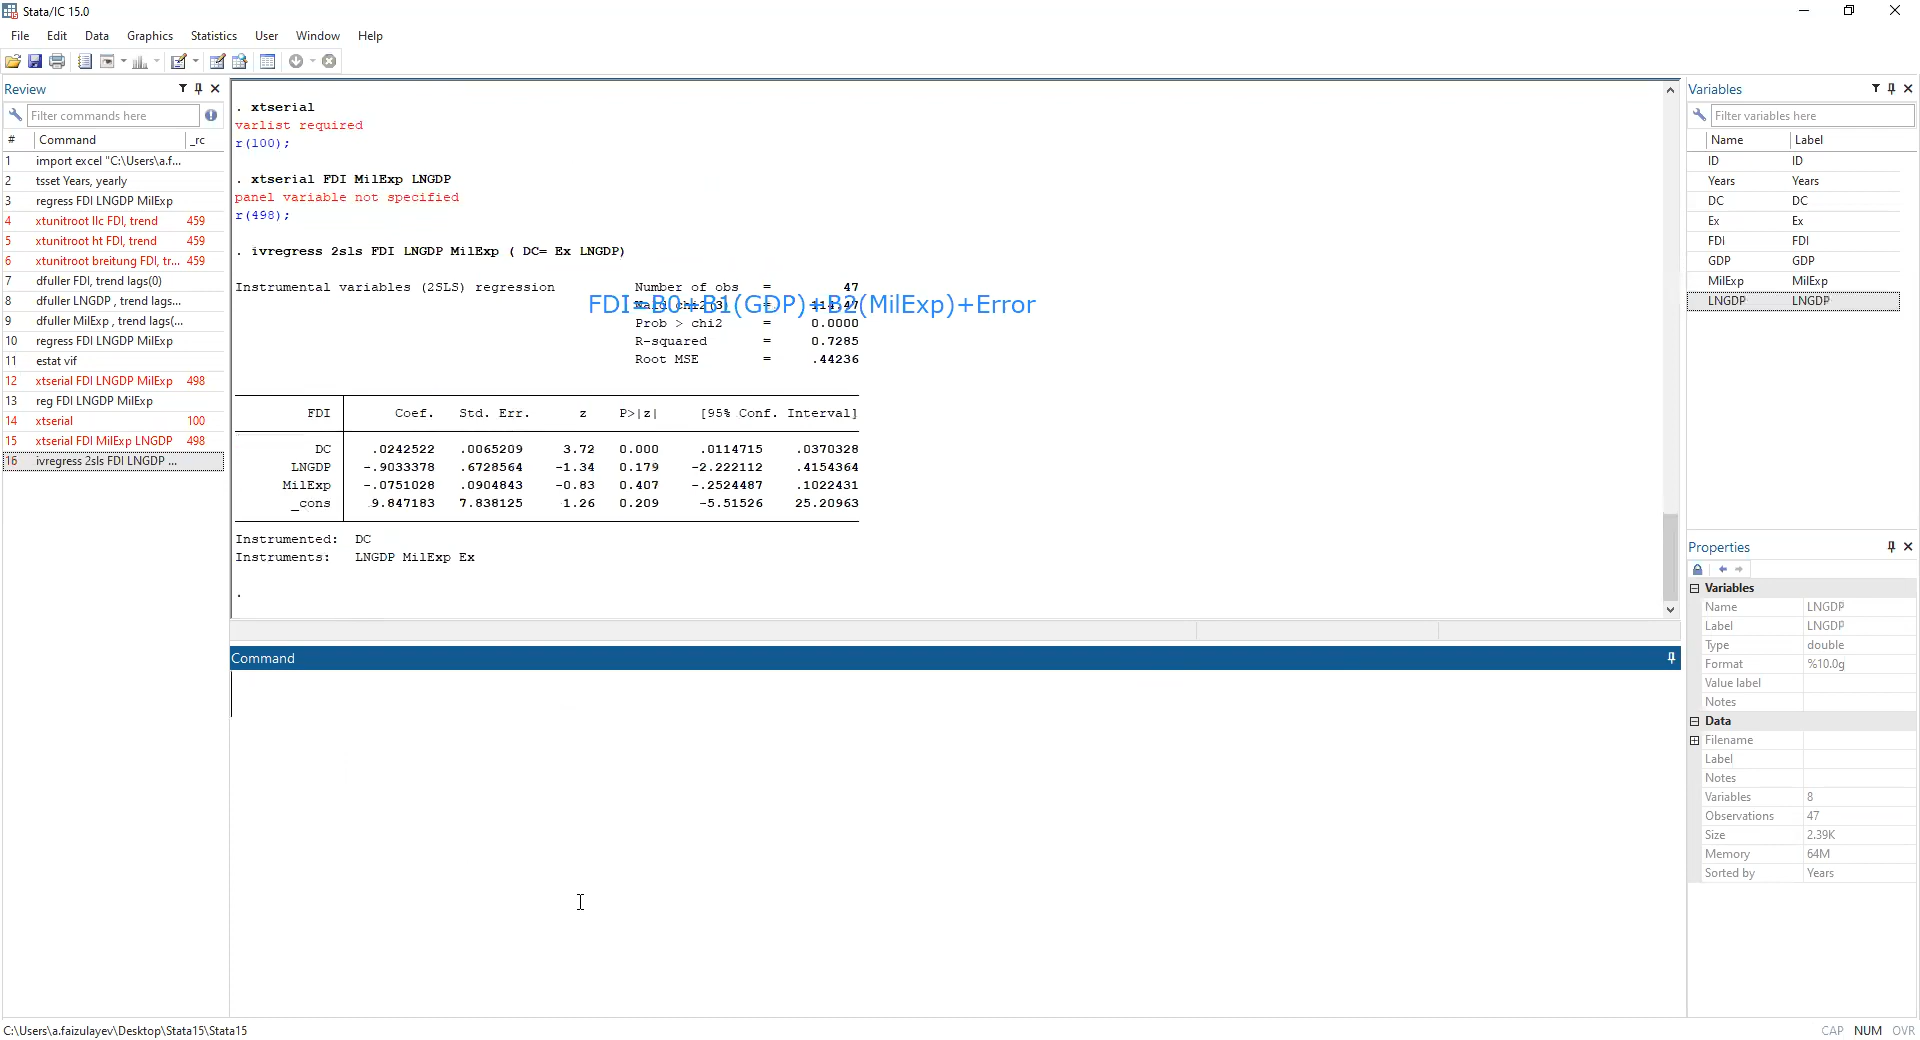 Stata/IC 15.0
File Edit Data Graphics Statistics User Window Help
Review
Filter commands here
# Command _rc
1 import excel "C:\Users\a.f...
2 tsset Years, yearly
3 regress FDI LNGDP MilExp
4 xtunitroot llc FDI, trend 459
5 xtunitroot ht FDI, trend 459
6 xtunitroot breitung FDI, tr... 459
7 dfuller FDI, trend lags(0)
8 dfuller LNGDP , trend lags...
9 dfuller MilExp , trend lags(...
10 regress FDI LNGDP MilExp
11 estat vif
12 xtserial FDI LNGDP MilExp 498
13 reg FDI LNGDP MilExp
14 xtserial 100
15 xtserial FDI MilExp LNGDP 498
16 ivregress 2sls FDI LNGDP ...
. xtserial
varlist required
r(100);
. xtserial FDI MilExp LNGDP
panel variable not specified
r(498);
. ivregress 2sls FDI LNGDP MilExp ( DC= Ex LNGDP)
Instrumental variables (2SLS) regression Number of obs = 47
Wald chi2(3) = 114.47
FDI=B0+B1(GDP)+B2(MilExp)+Error
Prob > chi2 = 0.0000
R-squared = 0.7285
Root MSE = .44236
FDI Coef. Std. Err. z P>|z| [95% Conf. Interval]
DC .0242522 .0065209 3.72 0.000 .0114715 .0370328
LNGDP -.9033378 .6728564 -1.34 0.179 -2.222112 .4154364
MilExp -.0751028 .0904843 -0.83 0.407 -.2524487 .1022431
_cons 9.847183 7.838125 1.26 0.209 -5.51526 25.20963
Instrumented: DC
Instruments: LNGDP MilExp Ex
.
Command
Variables
Filter variables here
Name Label
ID ID
Years Years
DC DC
Ex Ex
FDI FDI
GDP GDP
MilExp MilExp
LNGDP LNGDP
Properties
Variables
Name LNGDP
Label LNGDP
Type double
Format %10.0g
Value label
Notes
Data
Filename
Label
Notes
Variables 8
Observations 47
Size 2.39K
Memory 64M
Sorted by Years
C:\Users\a.faizulayev\Desktop\Stata15\Stata15
CAP NUM OVR